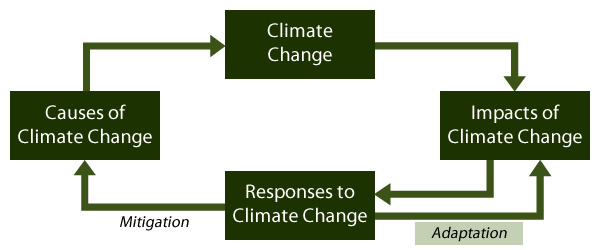 Climate
Change
Causes of
Climate Change
Impacts of
Climate Change
Responses to
Climate Change
Mitigation
Adaptation